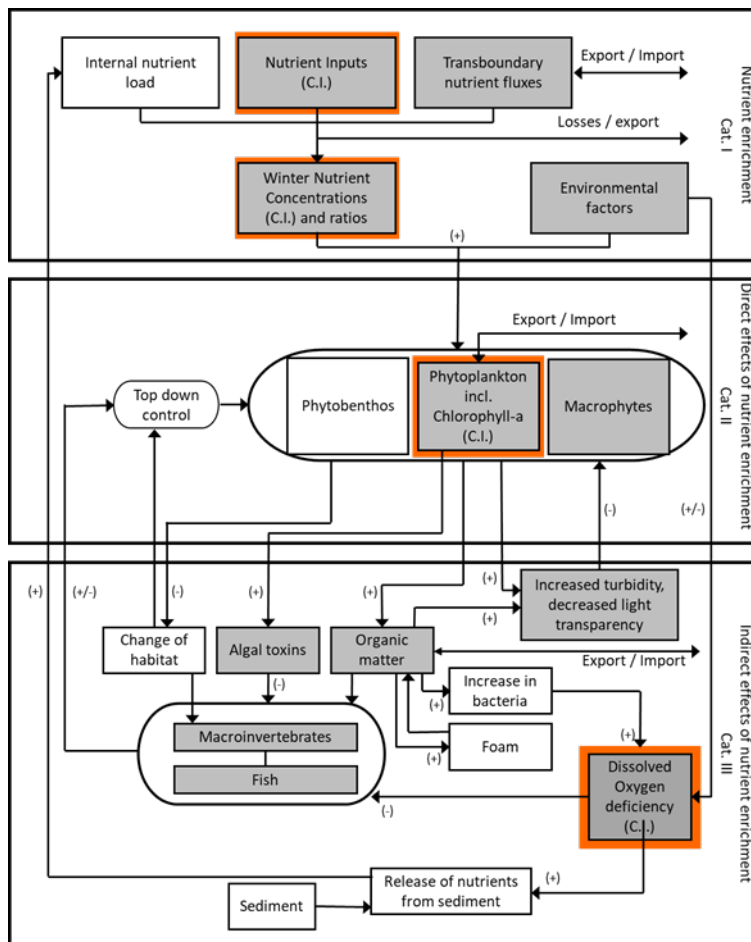 Internal nutrient
load
Nutrient Inputs
(C.I.)
Transboundary
nutrient fluxes
Export / Import
Losses / export
Winter Nutrient
Concentrations
(C.I.) and ratios
Environmental
factors
(+)
Nutrient enrichment
Cat. I
Export / Import
Top down
control
Phytobenthos
Phytoplankton
incl.
Chlorophyll-a
(C.I.)
Macrophytes
(-)
(+/-)
Direct effects of nutrient enrichment
Cat. II
(+)
(+/-)
(-)
(+)
(+)
(+)
Increased turbidity,
decreased light
transparency
(+)
Change of
habitat
Algal toxins
Organic
matter
Export / Import
(-)
(+)
Increase in
bacteria
(+)
Macroinvertebrates
Fish
(+)
Foam
Dissolved
Oxygen
deficiency
(C.I.)
(-)
Release of nutrients
from sediment
(+)
Sediment
Indirect effects of nutrient enrichment
Cat. III